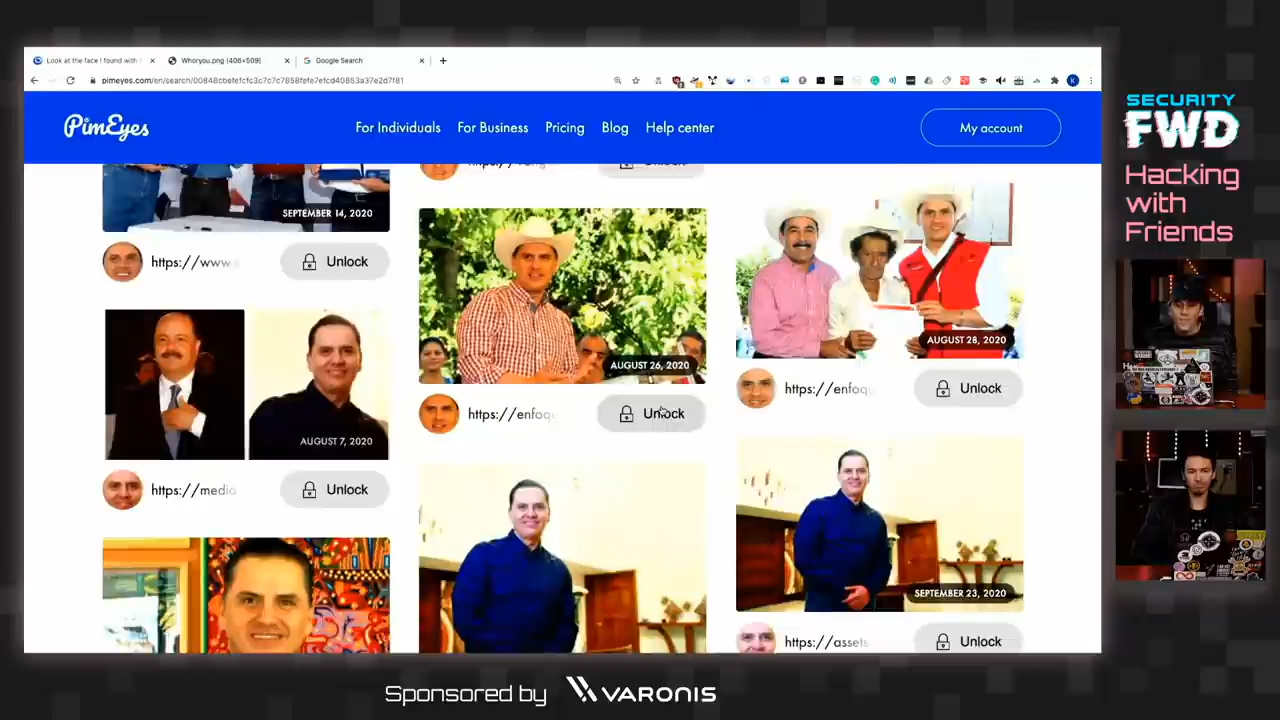 Look at the face I found with
Whoryou.png (406×509)
Google Search
pimeyes.com/en/search/
PimEyes
For Individuals
For Business
Pricing
Blog
Help center
My account
SEPTEMBER 14, 2020
https://www
Unlock
AUGUST 26, 2020
https://enfoq
Unlock
AUGUST 28, 2020
https://enfoqu
Unlock
AUGUST 7, 2020
https://media
Unlock
SEPTEMBER 23, 2020
https://assets
Unlock
SECURITY
FWD
Hacking
with
Friends
Sponsored by VARONIS